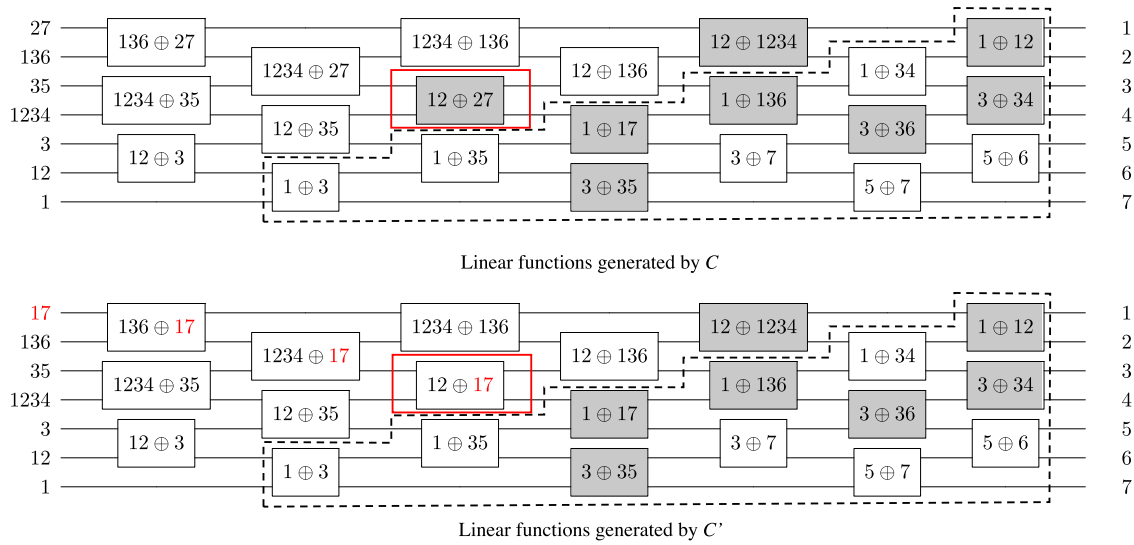 27 136 ⊕ 27 1234 ⊕ 136 12 ⊕ 1234 1 ⊕ 12 1
136 1234 ⊕ 27 12 ⊕ 136 1 ⊕ 34 2
35 1234 ⊕ 35 12 ⊕ 27 1 ⊕ 136 3 ⊕ 34 3
1234 12 ⊕ 35 1 ⊕ 17 3 ⊕ 36 4
3 12 ⊕ 3 1 ⊕ 35 3 ⊕ 7 5 ⊕ 6 5
12 1 ⊕ 3 3 ⊕ 35 5 ⊕ 7 6
1 7
Linear functions generated by C
17 136 ⊕ 17 1234 ⊕ 136 12 ⊕ 1234 1 ⊕ 12 1
136 1234 ⊕ 17 12 ⊕ 136 1 ⊕ 34 2
35 1234 ⊕ 35 12 ⊕ 17 1 ⊕ 136 3 ⊕ 34 3
1234 12 ⊕ 35 1 ⊕ 17 3 ⊕ 36 4
3 12 ⊕ 3 1 ⊕ 35 3 ⊕ 7 5 ⊕ 6 5
12 1 ⊕ 3 3 ⊕ 35 5 ⊕ 7 6
1 7
Linear functions generated by C'